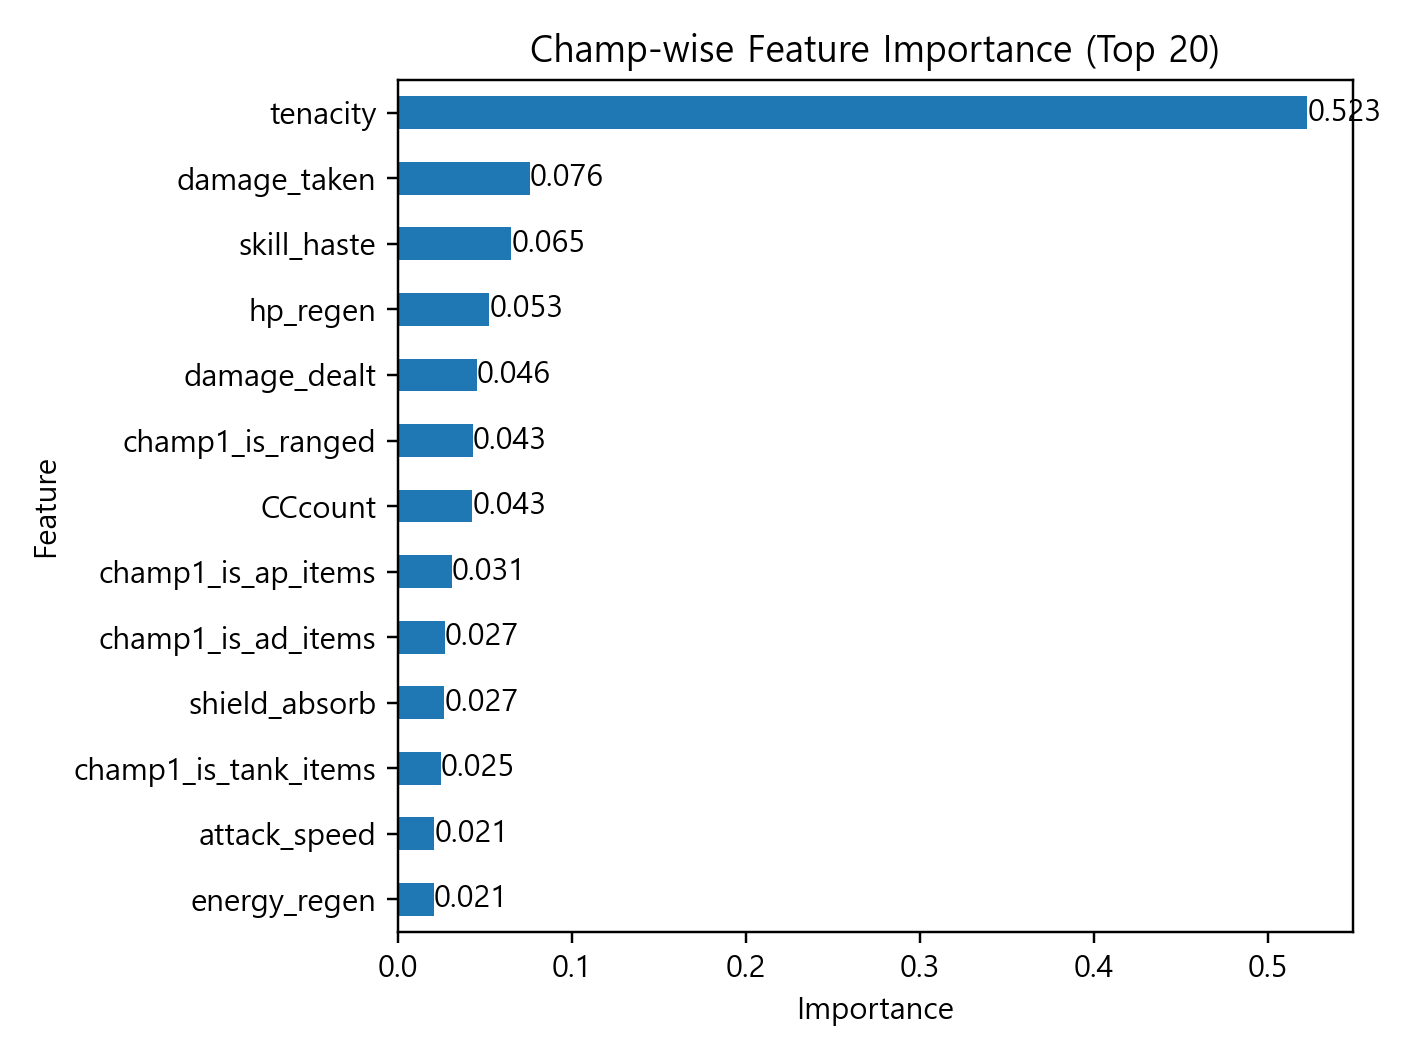 Champ-wise Feature Importance (Top 20)
tenacity 0.523
damage_taken 0.076
skill_haste 0.065
hp_regen 0.053
damage_dealt 0.046
champ1_is_ranged 0.043
CCcount 0.043
champ1_is_ap_items 0.031
champ1_is_ad_items 0.027
shield_absorb 0.027
champ1_is_tank_items 0.025
attack_speed 0.021
energy_regen 0.021
Feature
0.0 0.1 0.2 0.3 0.4 0.5
Importance